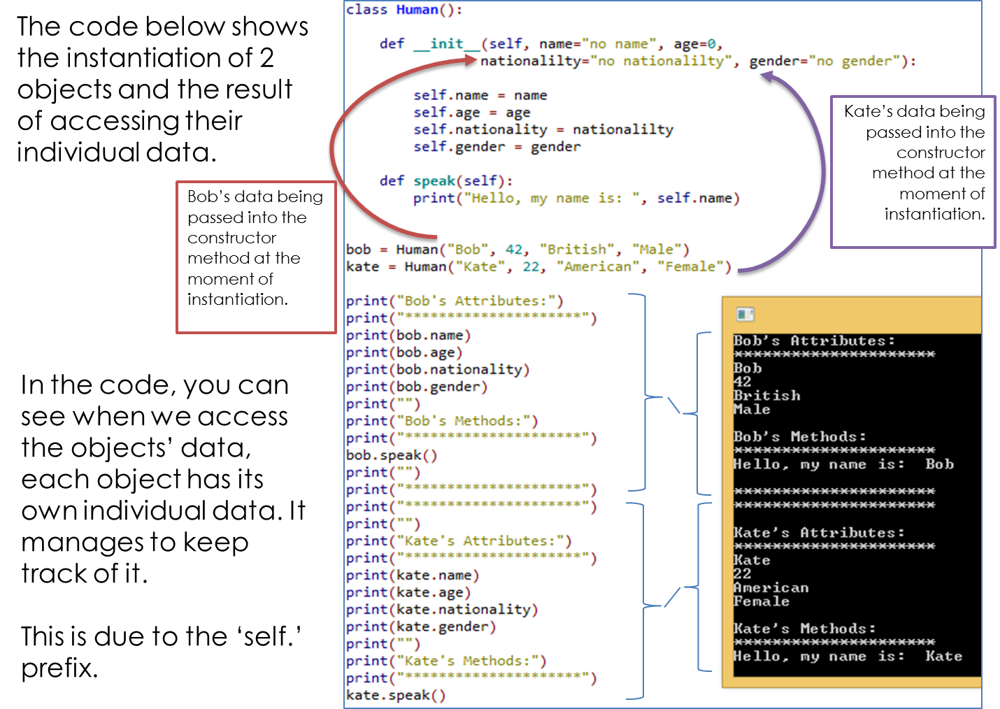 The code below shows
the instantiation of 2
objects and the result
of accessing their
individual data.
Bob's data being
passed into the
constructor
method at the
moment of
instantiation.
In the code, you can
see when we access
the objects' data,
each object has its
own individual data. It
manages to keep
track of it.
This is due to the 'self.'
prefix.
class Human():
def __init__(self, name="no name", age=0,
nationalilty="no nationalilty", gender="no gender"):
self.name = name
self.age = age
self.nationality = nationalilty
self.gender = gender
def speak(self):
print("Hello, my name is: ", self.name)
bob = Human("Bob", 42, "British", "Male")
kate = Human("Kate", 22, "American", "Female")
print("Bob's Attributes:")
print("*********************")
print(bob.name)
print(bob.age)
print(bob.nationality)
print(bob.gender)
print("")
print("Bob's Methods:")
print("*********************")
bob.speak()
print("")
print("*********************")
print("*********************")
print("")
print("Kate's Attributes:")
print("*********************")
print(kate.name)
print(kate.age)
print(kate.nationality)
print(kate.gender)
print("")
print("Kate's Methods:")
print("*********************")
kate.speak()
Kate's data being
passed into the
constructor
method at the
moment of
instantiation.
Bob's Attributes:
*********************
Bob
42
British
Male
Bob's Methods:
*********************
Hello, my name is:  Bob
*********************
*********************
Kate's Attributes:
*********************
Kate
22
American
Female
Kate's Methods:
*********************
Hello, my name is:  Kate